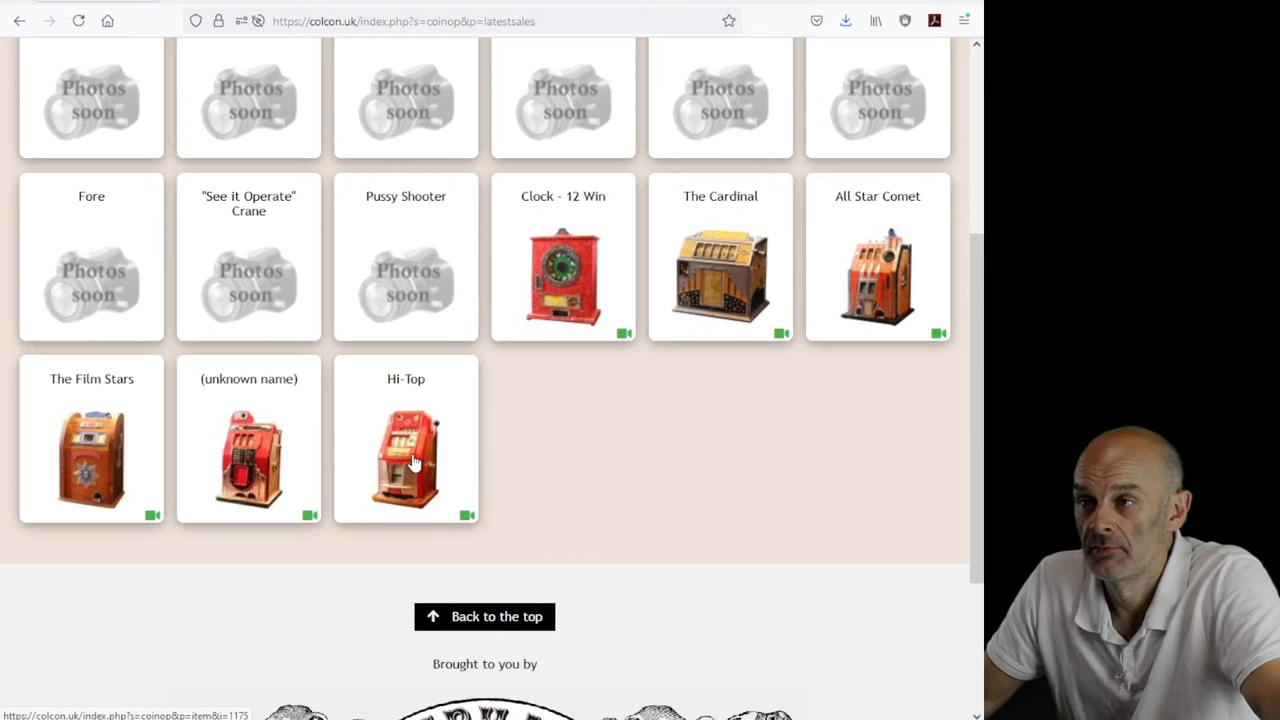 https://colcon.uk/index.php?s=coinop&p=latestsales
Photos soon
Photos soon
Photos soon
Photos soon
Photos soon
Photos soon
Fore
"See it Operate"
Crane
Pussy Shooter
Clock - 12 Win
The Cardinal
All Star Comet
Photos soon
Photos soon
Photos soon
The Film Stars
(unknown name)
Hi-Top
Back to the top
Brought to you by
https://colcon.uk/index.php?s=coinop&p=item&i=1175